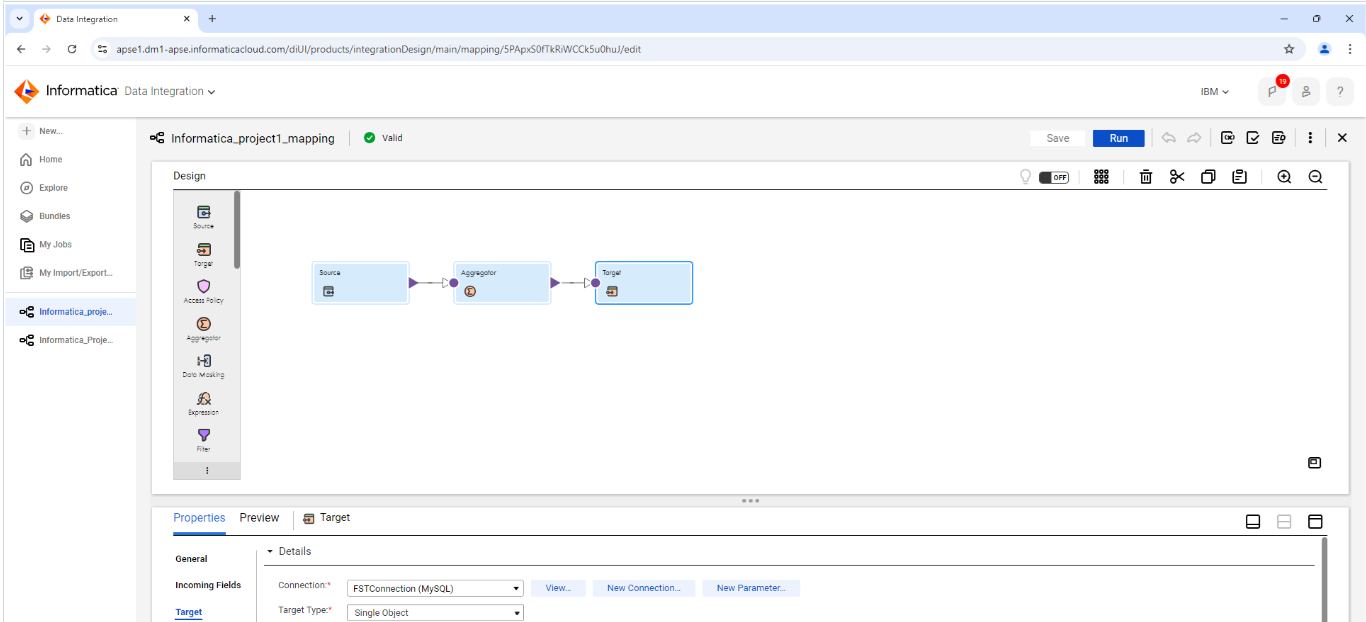 Data Integration
apse1.dm1-apse.informaticacloud.com/diUI/products/integrationDesign/main/mapping/5PApxS0fTkRiWCCk5u0huJ/edit
Informatica Data Integration
IBM
19
?
New...
Home
Explore
Bundles
My Jobs
My Import/Export...
Informatica_proje...
Informatica_Proje...
Informatica_project1_mapping
Valid
Save
Run
Design
OFF
Source
Target
Access Policy
Aggregator
Data Masking
Expression
Filter
Source
Aggregator
Target
Properties
Preview
Target
General
Incoming Fields
Target
Details
Connection:*
FSTConnection (MySQL)
View...
New Connection...
New Parameter...
Target Type:*
Single Object